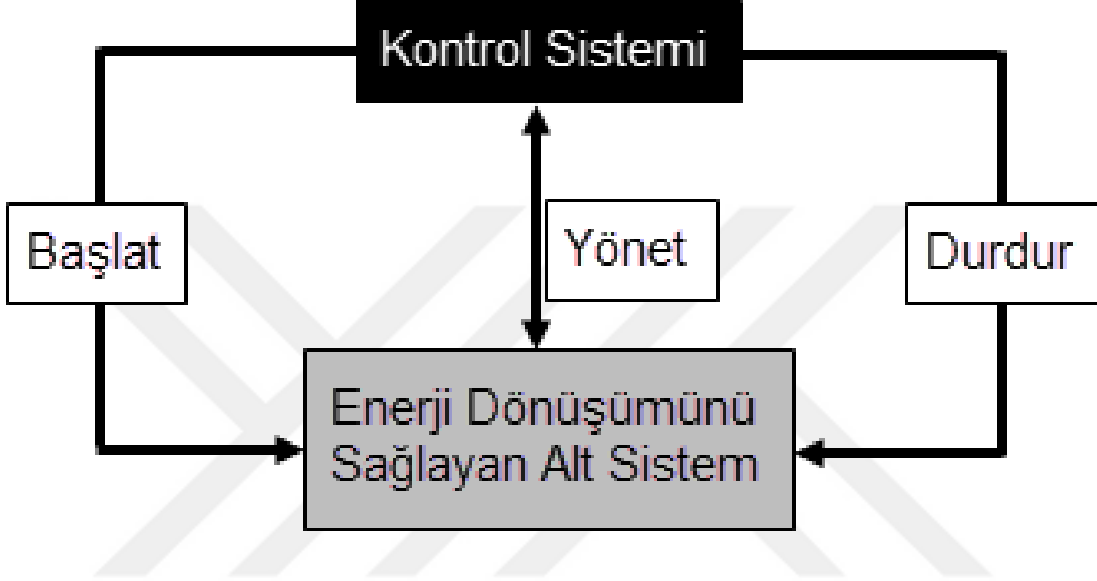 Kontrol Sistemi
Başlat
Yönet
Durdur
Enerji Dönüşümünü
Sağlayan Alt Sistem